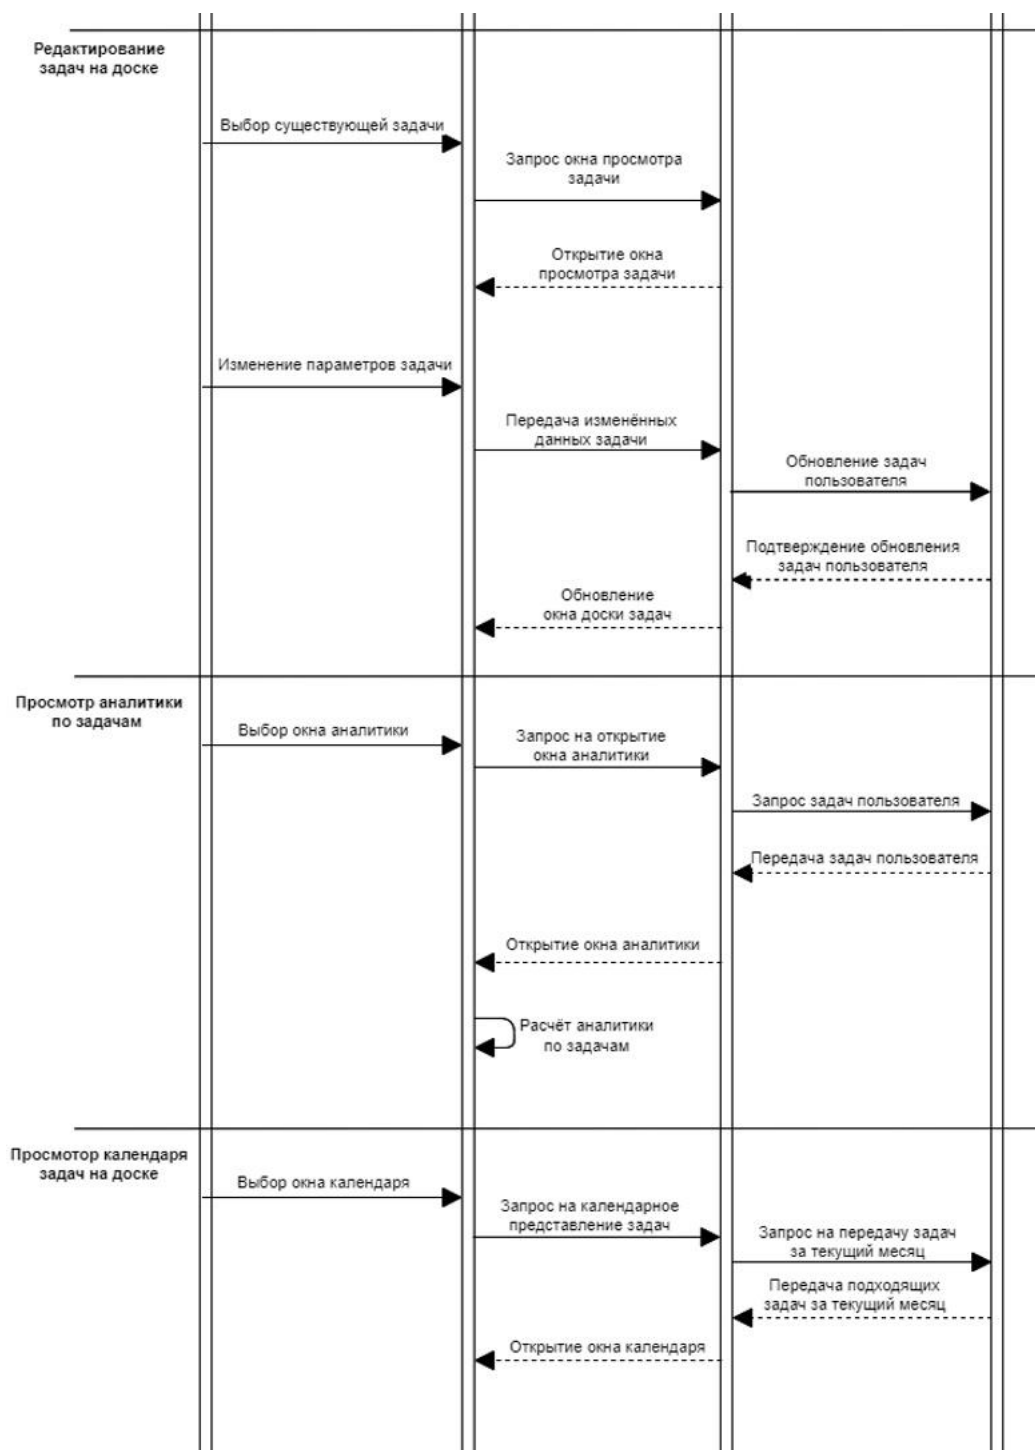 Редактирование
задач на доске
Выбор существующей задачи
Запрос окна просмотра
задачи
Открытие окна
просмотра задачи
Изменение параметров задачи
Передача изменённых
данных задачи
Обновление задач
пользователя
Подтверждение обновления
задач пользователя
Обновление
окна доски задач
Просмотр аналитики
по задачам
Выбор окна аналитики
Запрос на открытие
окна аналитики
Запрос задач пользователя
Передача задач пользователя
Открытие окна аналитики
Расчёт аналитики
по задачам
Просмотор календаря
задач на доске
Выбор окна календаря
Запрос на календарное
представление задач
Запрос на передачу задач
за текущий месяц
Передача подходящих
задач за текущий месяц
Открытие окна календаря